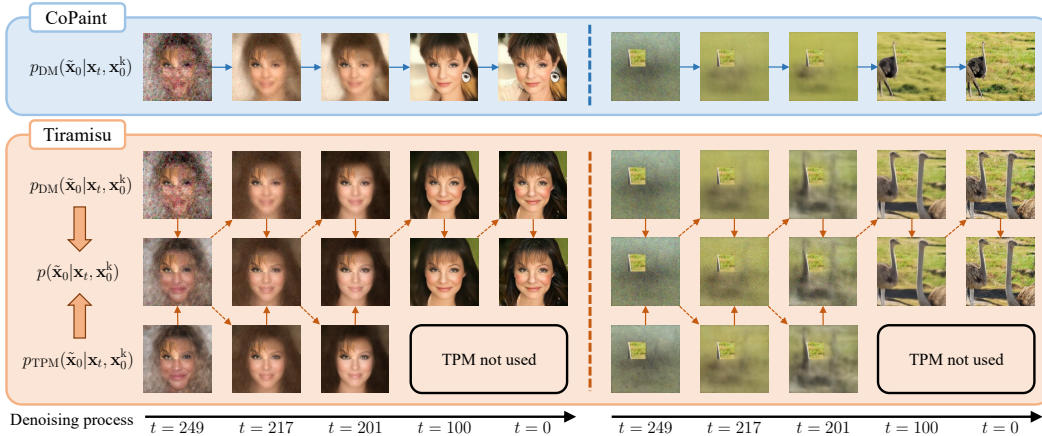 CoPaint
p_DM(x̃_0|x_t, x_0^k)
Tiramisu
p_DM(x̃_0|x_t, x_0^k)
p(x̃_0|x_t, x_0^k)
p_TPM(x̃_0|x_t, x_0^k)
TPM not used
TPM not used
Denoising process
t = 249 t = 217 t = 201 t = 100 t = 0
t = 249 t = 217 t = 201 t = 100 t = 0